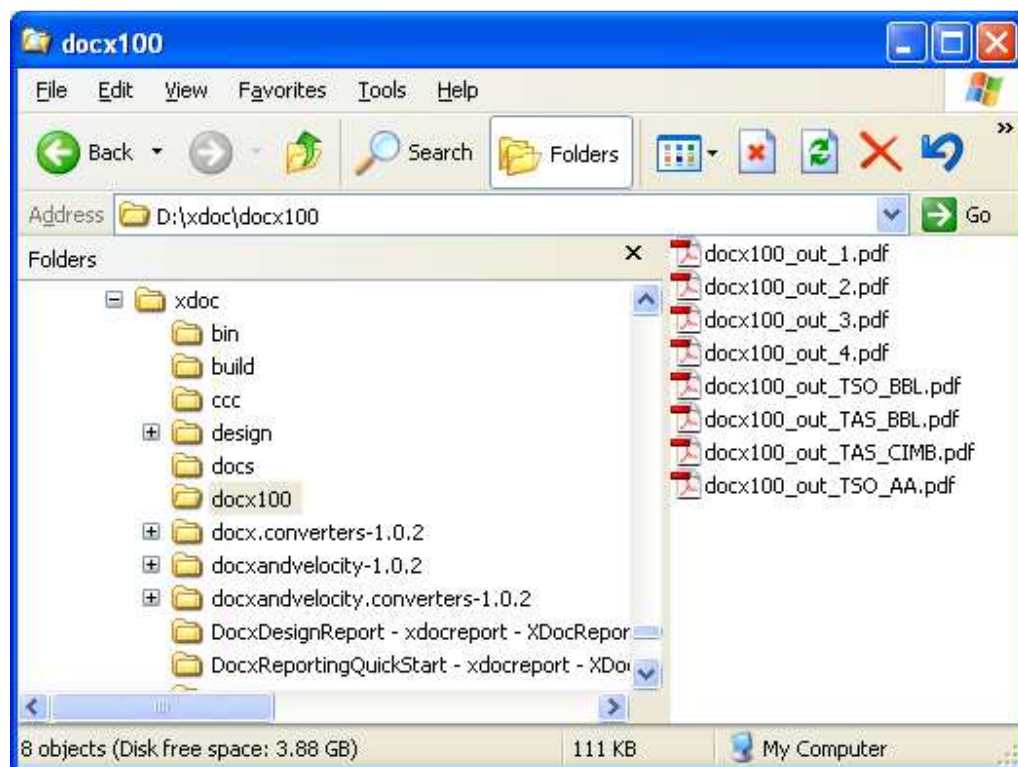 docx100
File Edit View Favorites Tools Help
Back Search Folders »
Address D:\xdoc\docx100 Go
Folders
xdoc
bin
build
ccc
design
docs
docx100
docx.converters-1.0.2
docxandvelocity-1.0.2
docxandvelocity.converters-1.0.2
DocxDesignReport - xdocreport - XDocRepor
DocxReportingQuickStart - xdocreport - XDo
docx100_out_1.pdf
docx100_out_2.pdf
docx100_out_3.pdf
docx100_out_4.pdf
docx100_out_TSO_BBL.pdf
docx100_out_TAS_BBL.pdf
docx100_out_TAS_CIMB.pdf
docx100_out_TSO_AA.pdf
8 objects (Disk free space: 3.88 GB) 111 KB My Computer